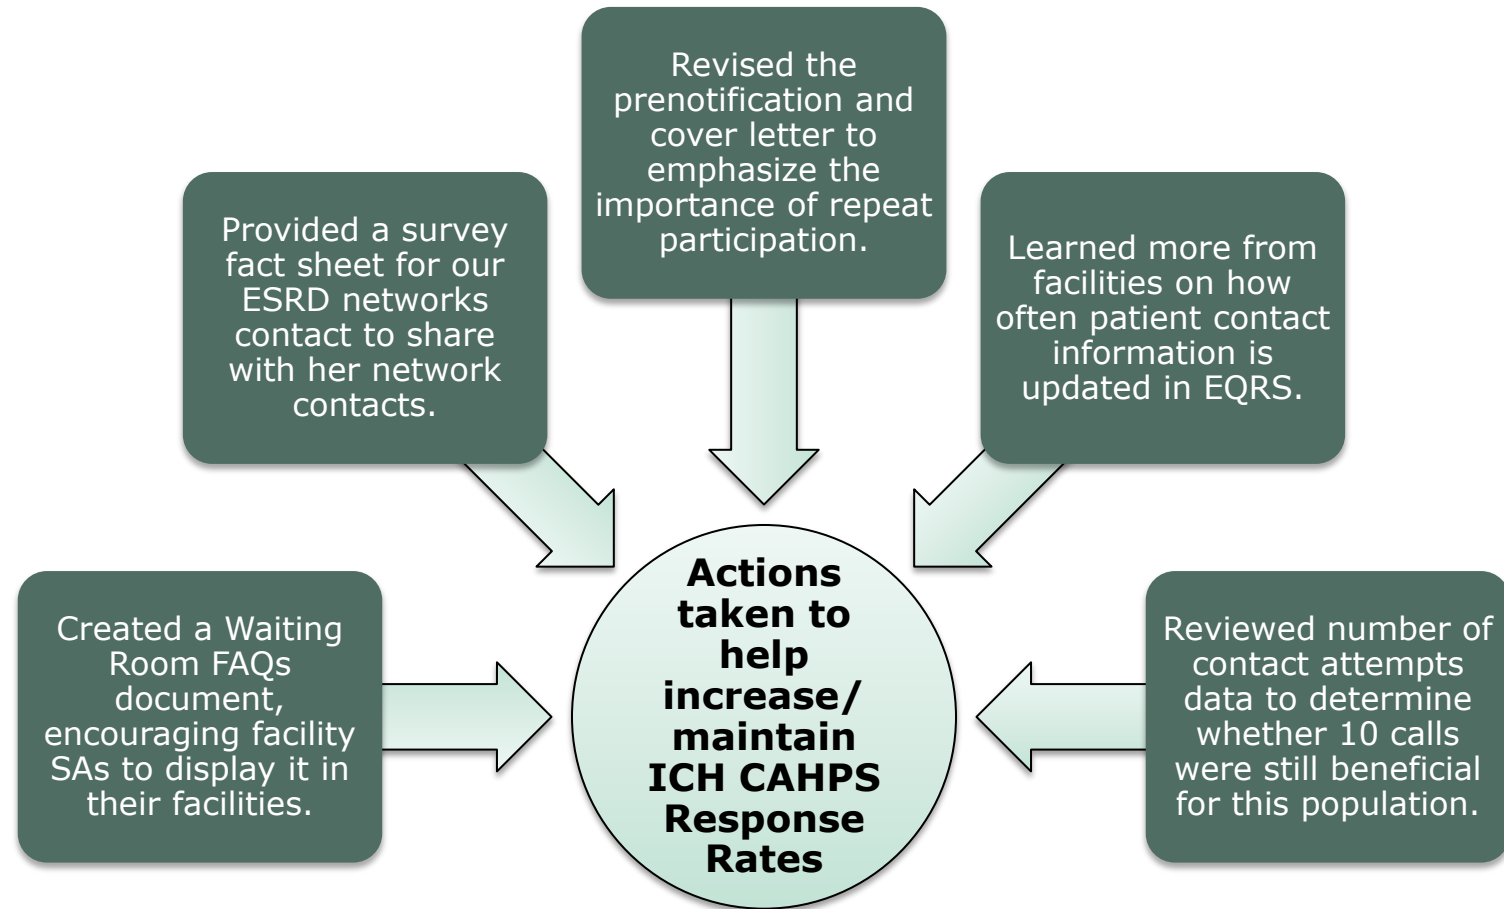 Revised the
prenotification and
cover letter to
emphasize the
importance of repeat
participation.
Provided a survey
fact sheet for our
ESRD networks
contact to share
with her network
contacts.
Learned more from
facilities on how
often patient contact
information is
updated in EQRS.
Created a Waiting
Room FAQs
document,
encouraging facility
SAs to display it in
their facilities.
Actions
taken to
help
increase/
maintain
ICH CAHPS
Response
Rates
Reviewed number of
contact attempts
data to determine
whether 10 calls
were still beneficial
for this population.